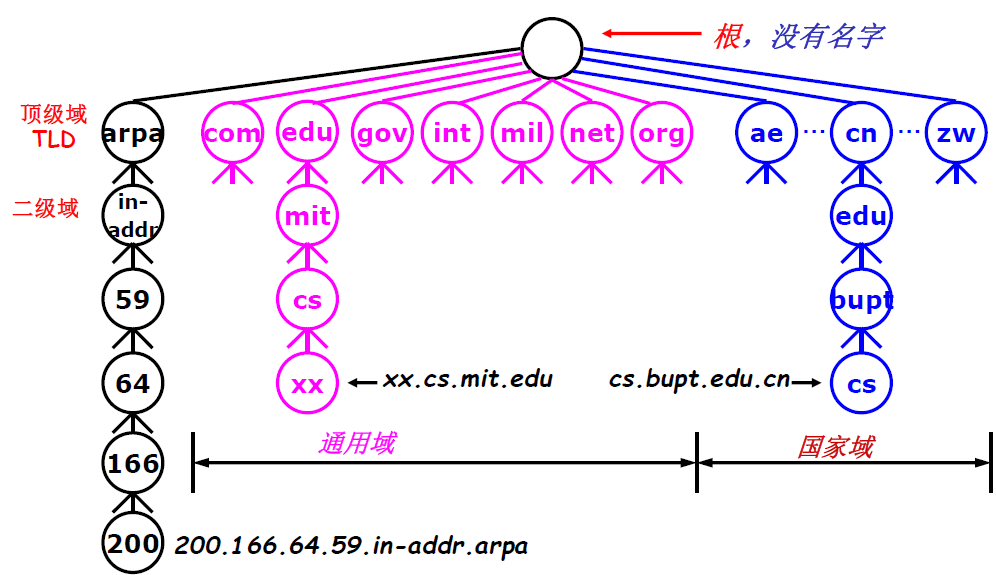 根，没有名字
顶级域
TLD
arpa
com
edu
gov
int
mil
net
org
ae
...
cn
...
zw
二级域
in-
addr
mit
edu
59
cs
bupt
64
xx
xx.cs.mit.edu
cs.bupt.edu.cn
cs
通用域
国家域
166
200
200.166.64.59.in-addr.arpa